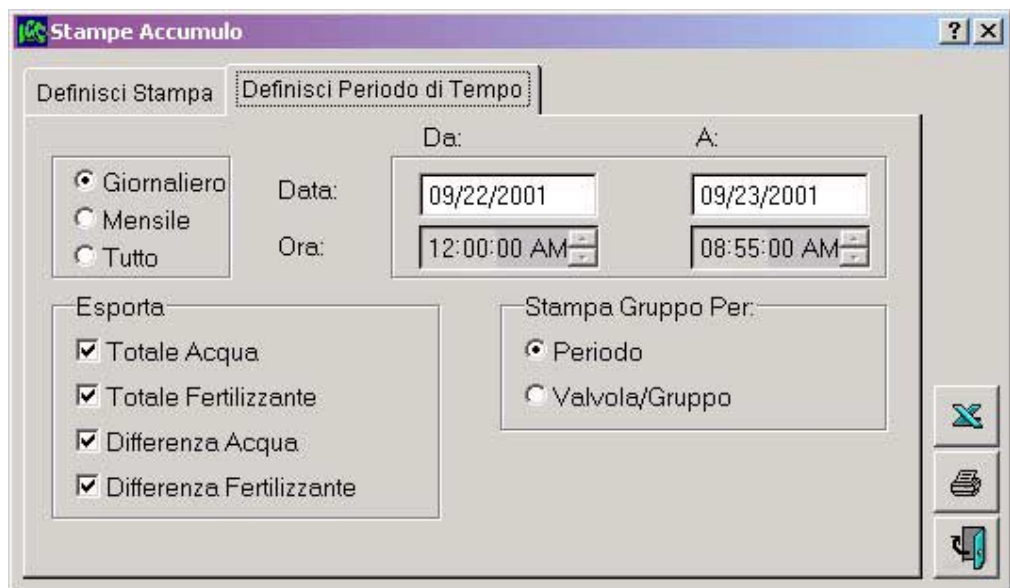 Stampe Accumulo
Definisci Stampa
Definisci Periodo di Tempo
Da:
A:
Giornaliero
Mensile
Tutto
Data:
09/22/2001
09/23/2001
Ora:
12:00:00 AM
08:55:00 AM
Esporta
Totale Acqua
Totale Fertilizzante
Differenza Acqua
Differenza Fertilizzante
Stampa Gruppo Per:
Periodo
Valvola/Gruppo